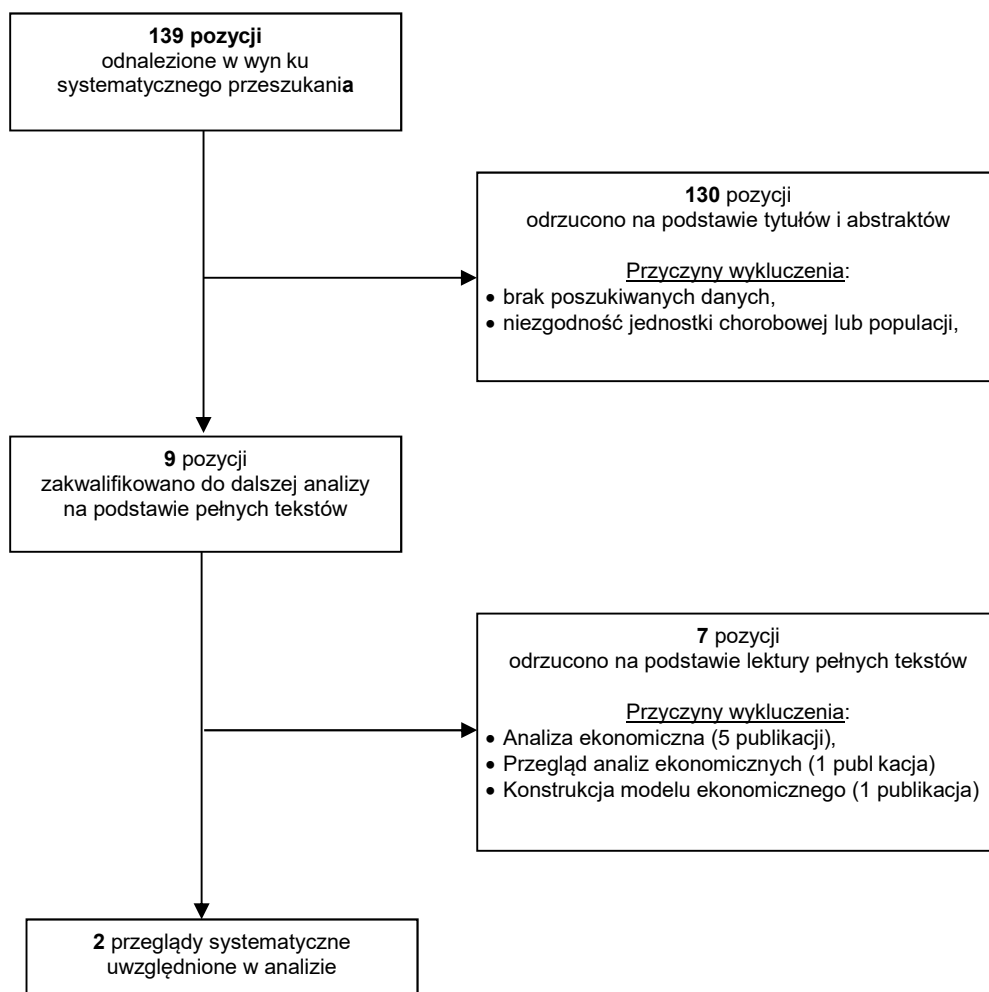 139 pozycji
odnalezione w wyn ku
systematycznego przeszukania
130 pozycji
odrzucono na podstawie tytułów i abstraktów
Przyczyny wykluczenia:
• brak poszukiwanych danych,
• niezgodność jednostki chorobowej lub populacji,
9 pozycji
zakwalifikowano do dalszej analizy
na podstawie pełnych tekstów
7 pozycji
odrzucono na podstawie lektury pełnych tekstów
Przyczyny wykluczenia:
• Analiza ekonomiczna (5 publikacji),
• Przegląd analiz ekonomicznych (1 publ kacja)
• Konstrukcja modelu ekonomicznego (1 publikacja)
2 przeglądy systematyczne
uwzględnione w analizie